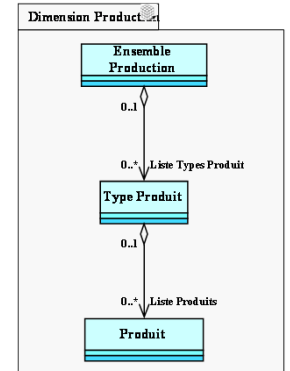 Dimension Production
Ensemble
Production
0..1
0..* Liste Types Produit
Type Produit
0..1
0..* Liste Produits
Produit